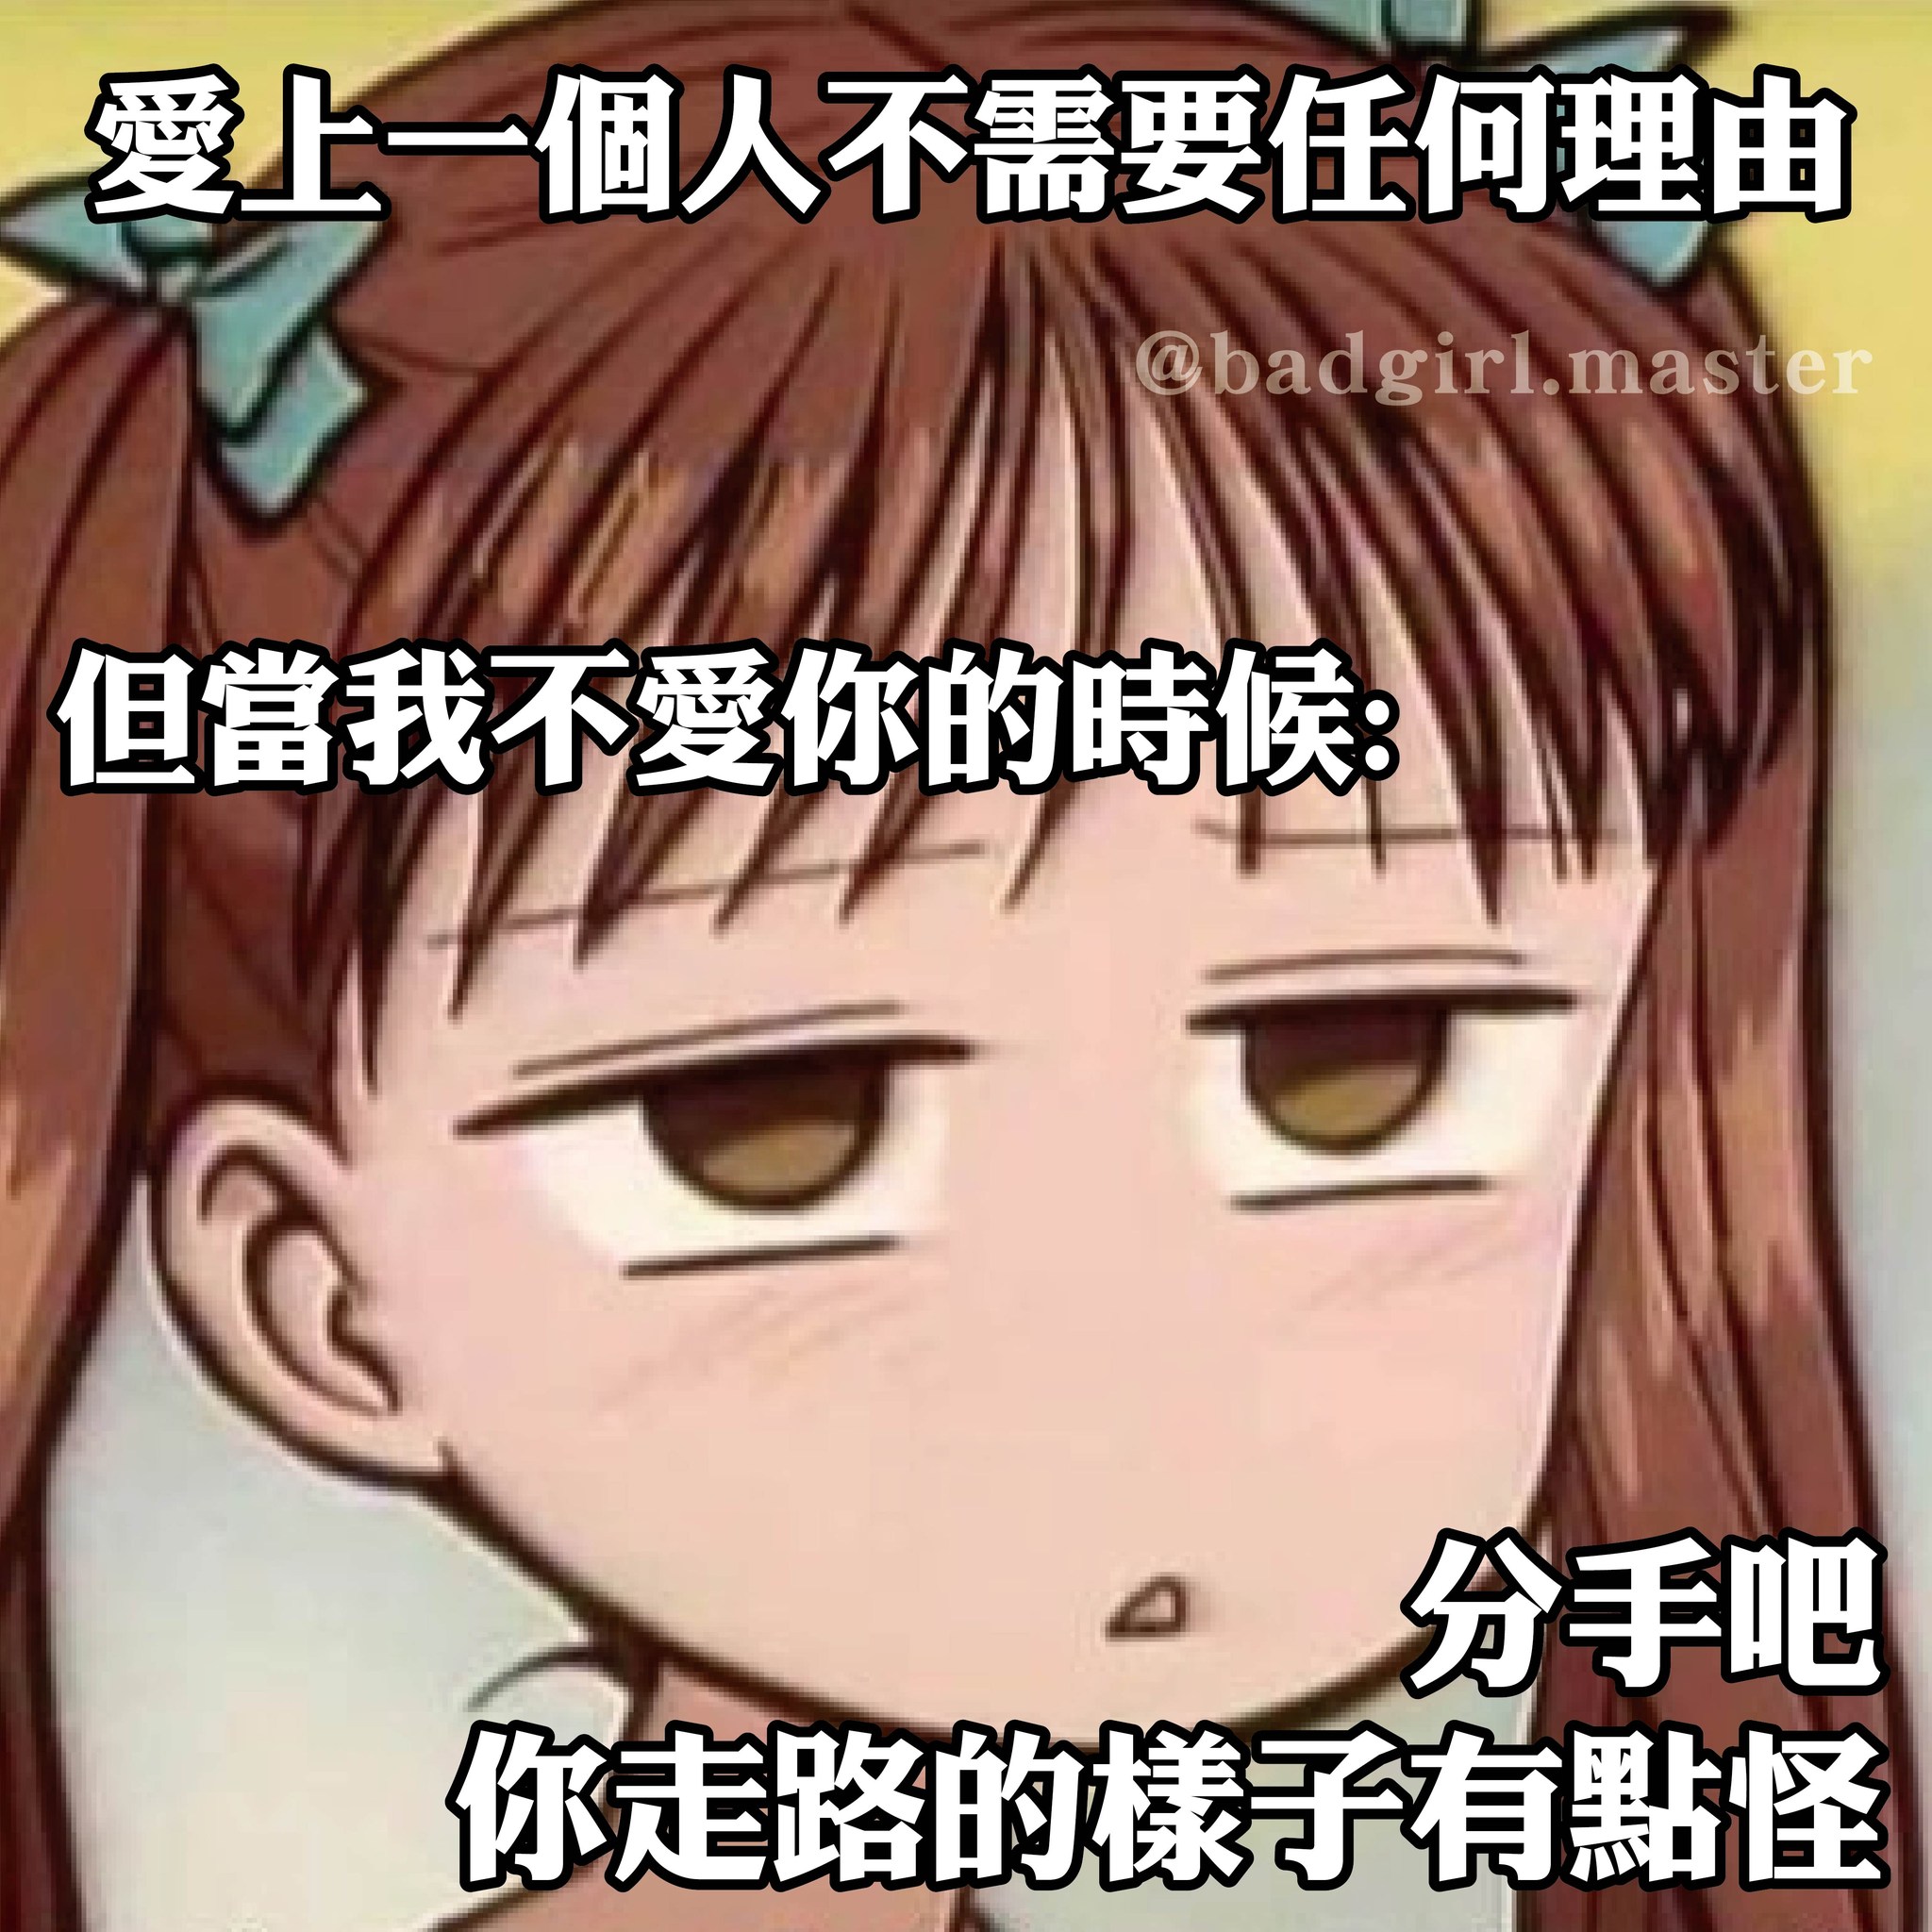 愛上一個人不需要任何理由
@badgirl.master
但當我不愛你的時候:
分手吧
你走路的樣子有點怪